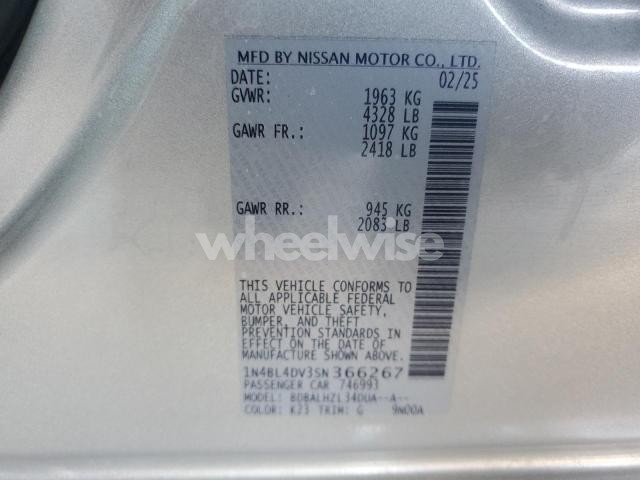 MFD BY NISSAN MOTOR CO., LTD.
DATE: 02/25
GVWR: 1963 KG
4328 LB
GAWR FR.: 1097 KG
2418 LB
GAWR RR.: 945 KG
2083 LB
wheelwise
THIS VEHICLE CONFORMS TO
ALL APPLICABLE FEDERAL
MOTOR VEHICLE SAFETY,
BUMPER, AND THEFT
PREVENTION STANDARDS IN
EFFECT ON THE DATE OF
MANUFACTURE SHOWN ABOVE.
1N4BL4DV3SN366267
PASSENGER CAR 746993
MODEL: BDBALHZL34DUA--A--
COLOR: K23 TRIM: G 9N00A